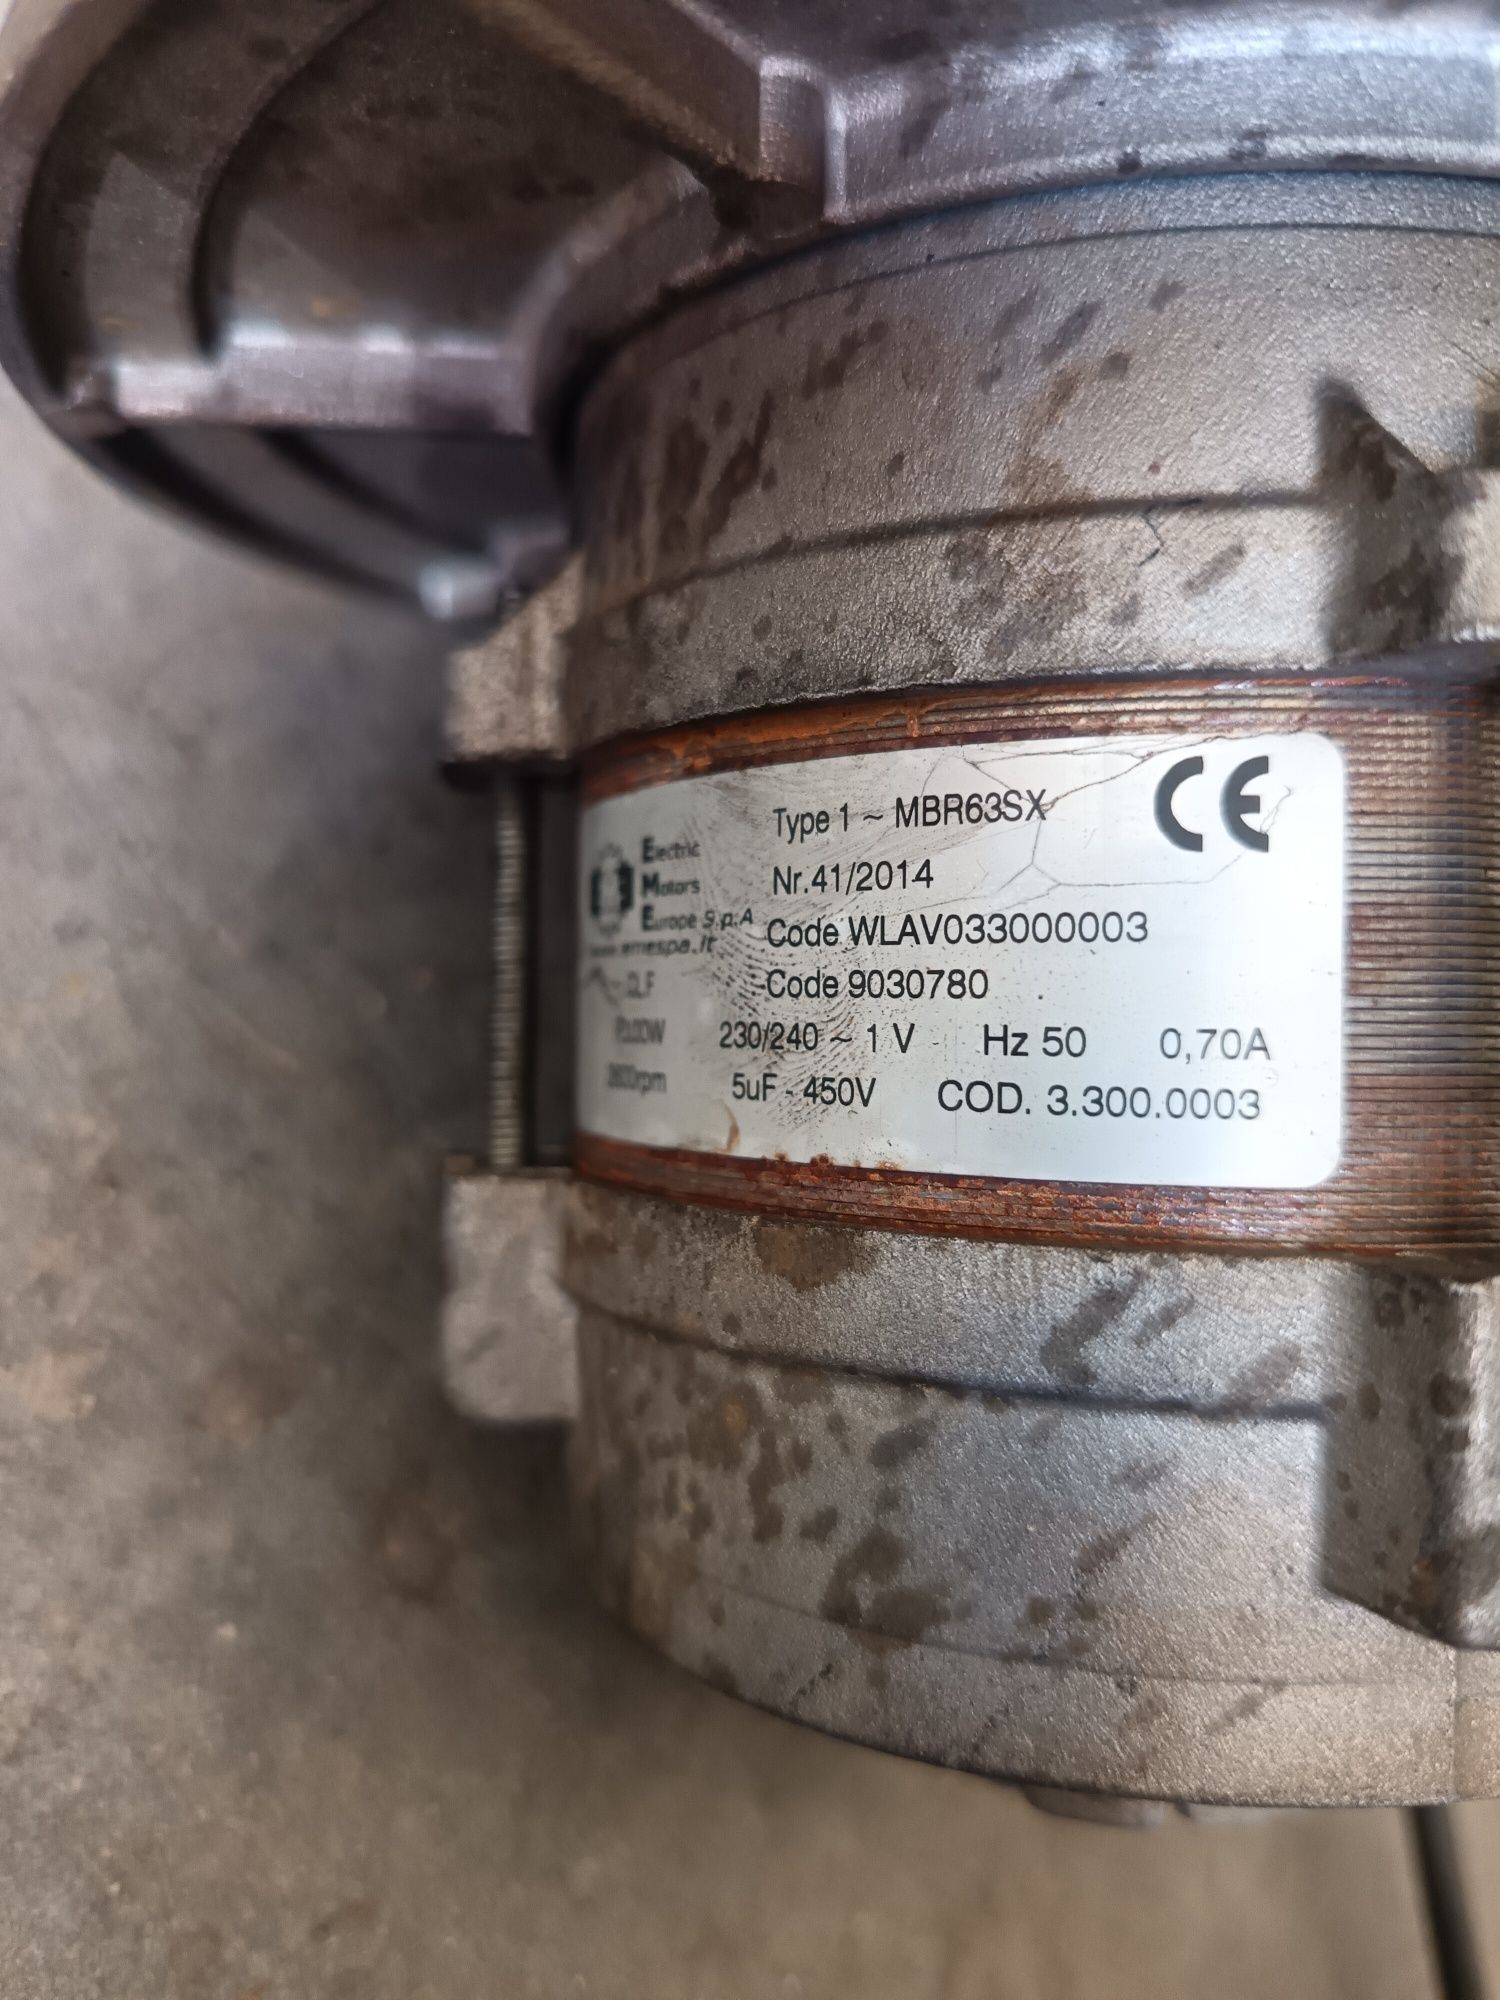 Type 1 ~ MBR63SX
CE
Electric
Motors
Europe S.p.A
Nr.41/2014
Code WLAV033000003
Code 9030780
230/240 ~ 1 V Hz 50 0,70A
5uF - 450V COD. 3.300.0003